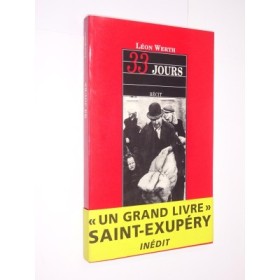 LÉON WERTH
33
JOURS
RÉCIT
« UN GRAND LIVRE »
SAINT-EXUPÉRY
INÉDIT